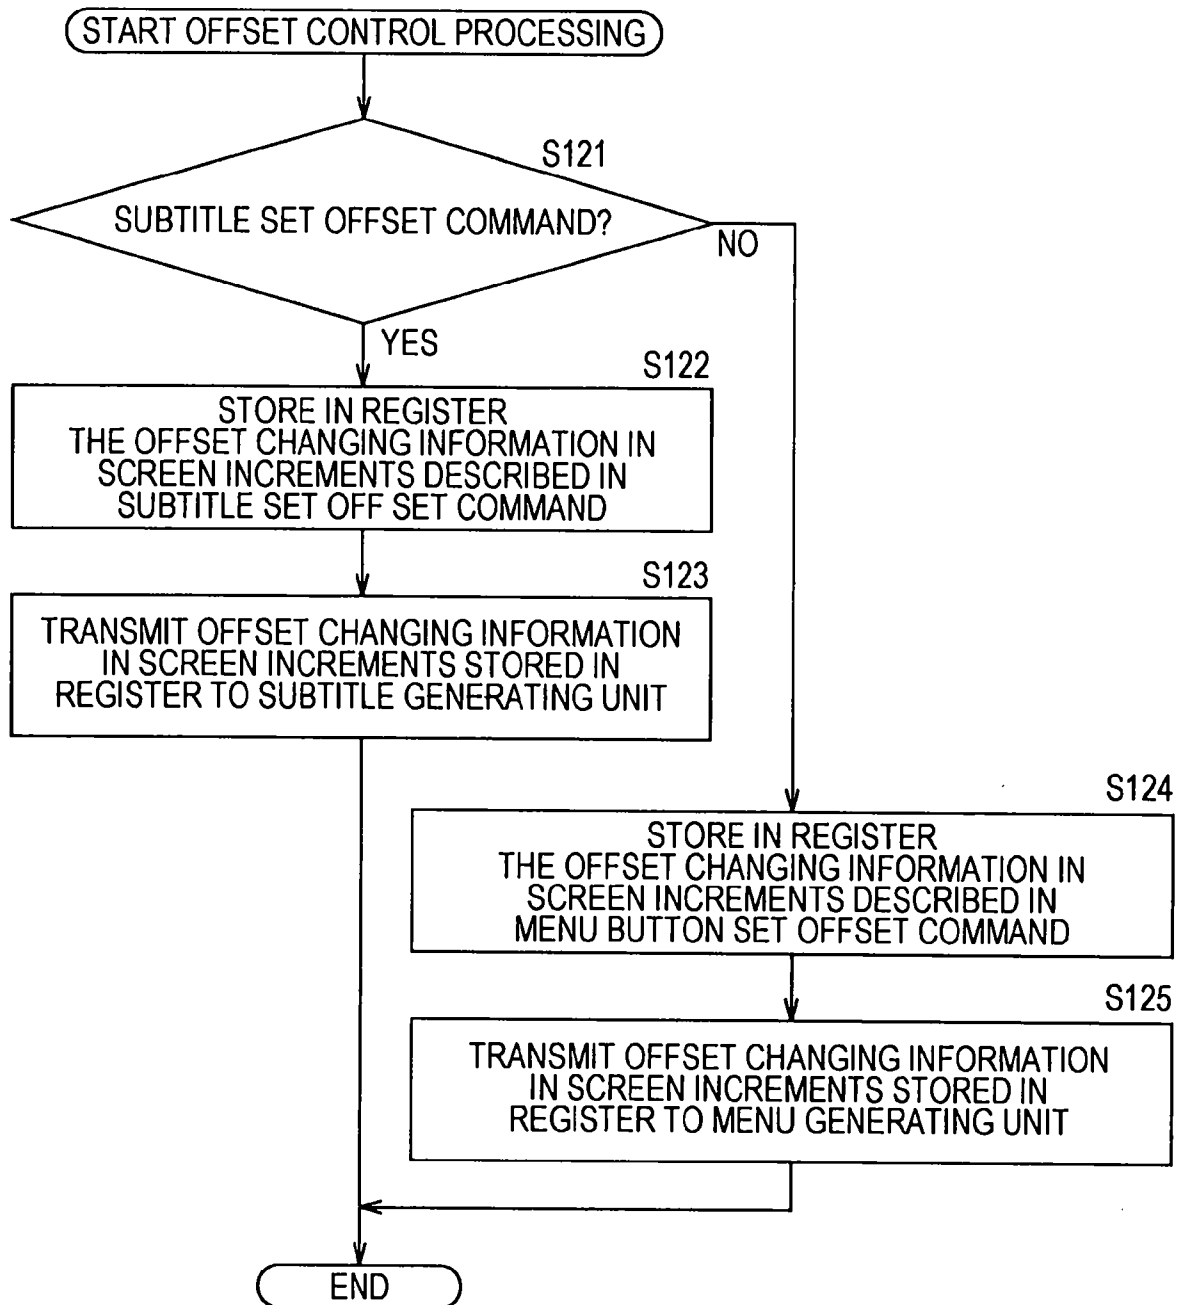 START OFFSET CONTROL PROCESSING
S121
SUBTITLE SET OFFSET COMMAND?
NO
YES
S122
STORE IN REGISTER
THE OFFSET CHANGING INFORMATION IN
SCREEN INCREMENTS DESCRIBED IN
SUBTITLE SET OFF SET COMMAND
S123
TRANSMIT OFFSET CHANGING INFORMATION
IN SCREEN INCREMENTS STORED IN
REGISTER TO SUBTITLE GENERATING UNIT
S124
STORE IN REGISTER
THE OFFSET CHANGING INFORMATION IN
SCREEN INCREMENTS DESCRIBED IN
MENU BUTTON SET OFFSET COMMAND
S125
TRANSMIT OFFSET CHANGING INFORMATION
IN SCREEN INCREMENTS STORED IN
REGISTER TO MENU GENERATING UNIT
END